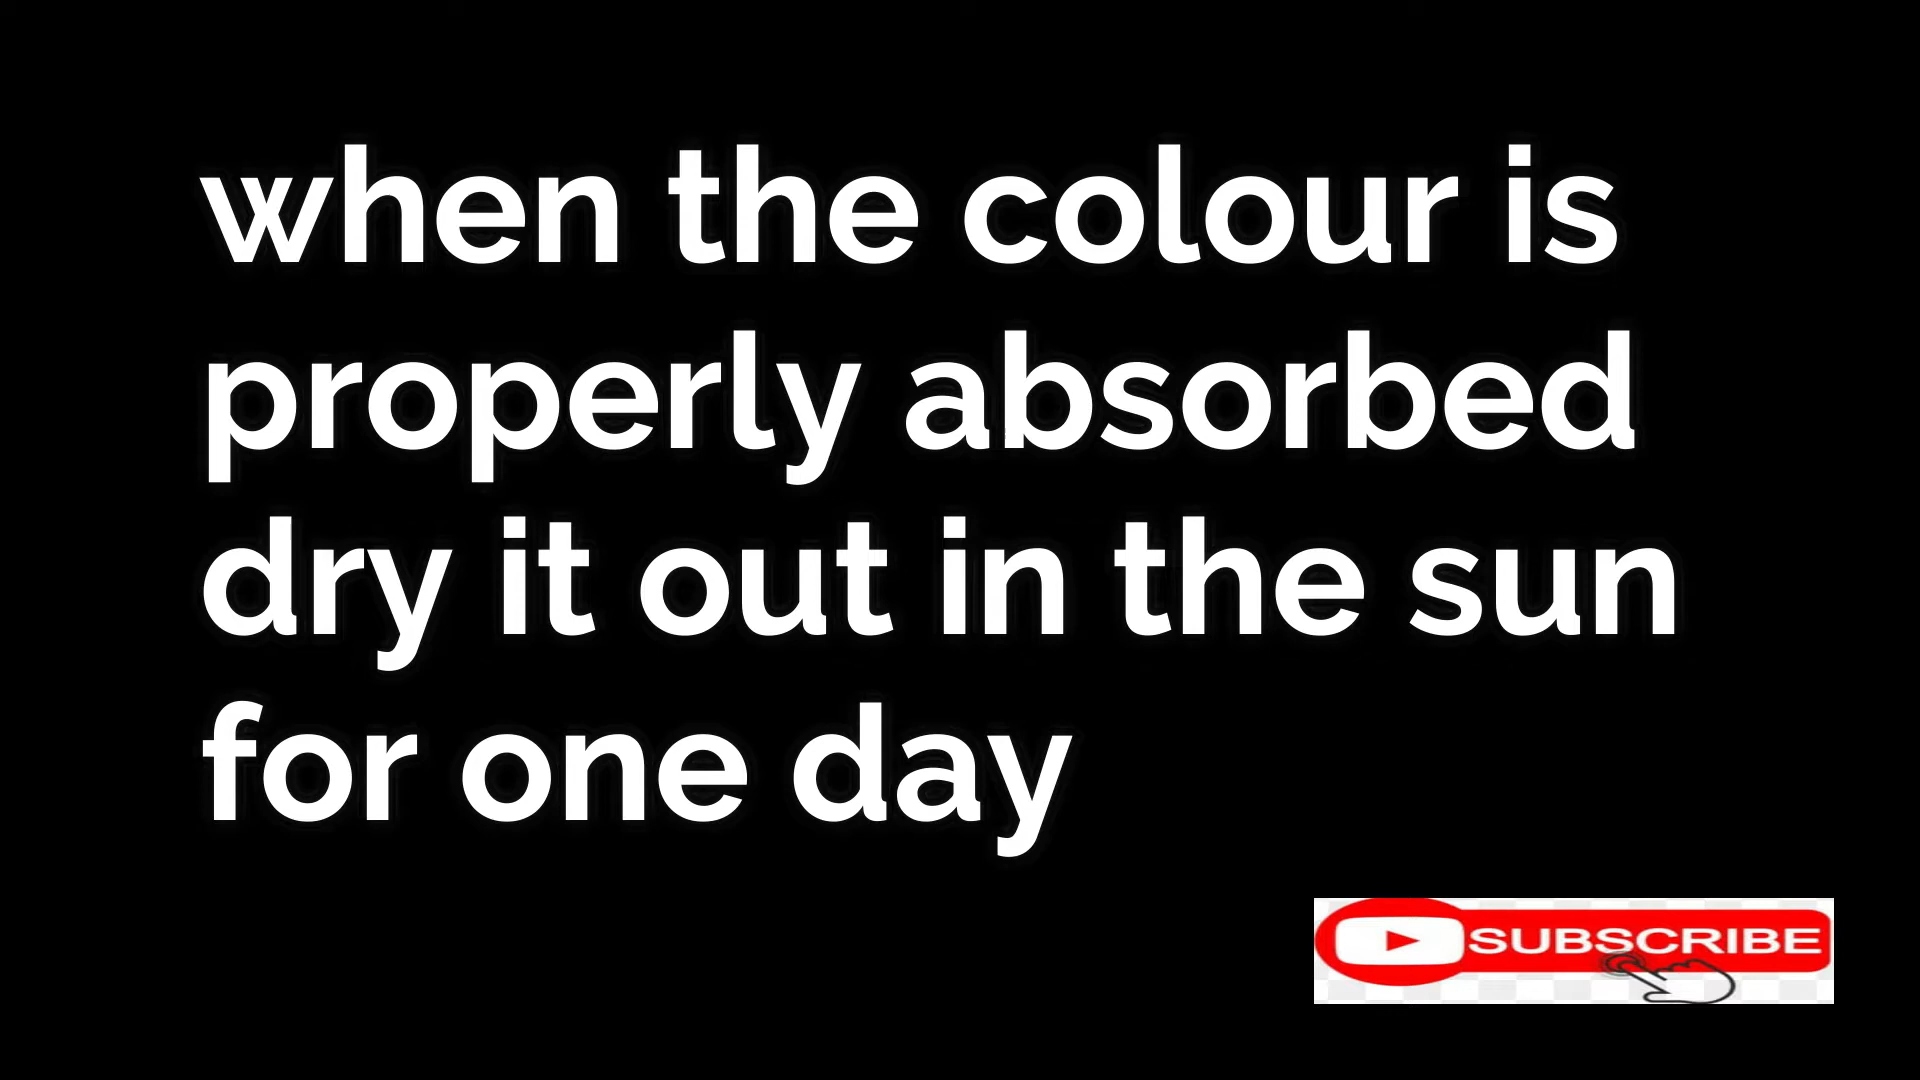 when the colour is
properly absorbed
dry it out in the sun
for one day
SUBSCRIBE